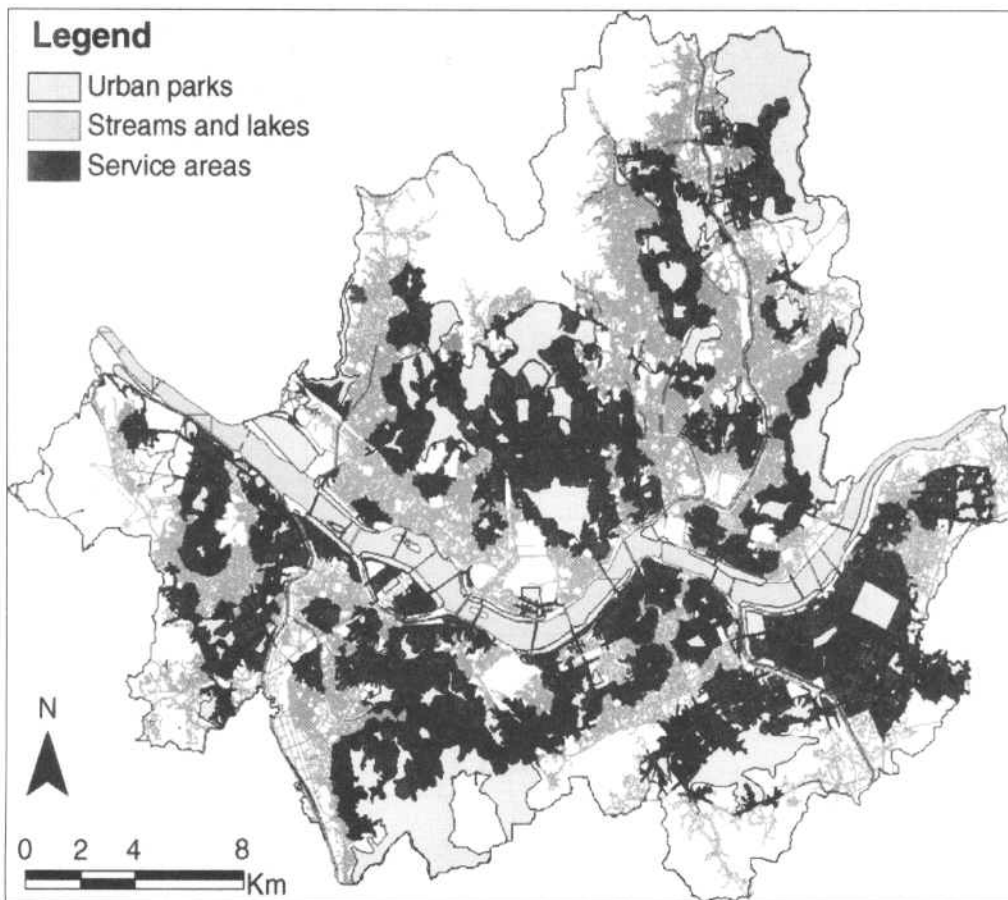 Legend
Urban parks
Streams and lakes
Service areas
N
0 2 4 8
Km